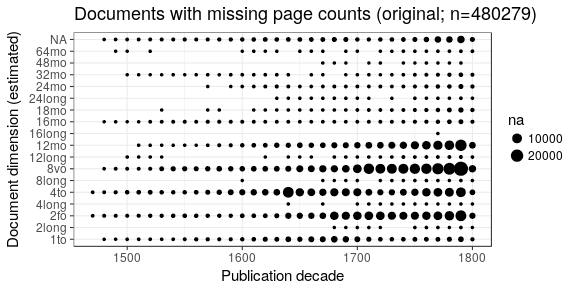 Documents with missing page counts (original; n=480279)
Document dimension (estimated)
NA
64mo
48mo
32mo
24mo
24long
18mo
16mo
16long
12mo
12long
8vo
8long
4to
4long
2to
2long
1to
1500
1600
1700
1800
Publication decade
na
10000
20000